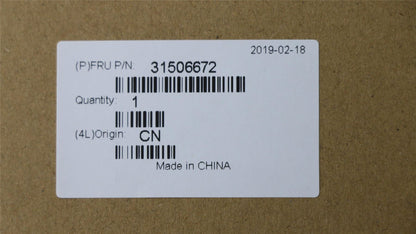 2019-02-18
(P)FRU P/N: 31506672
Quantity: 1
(4L)Origin: CN
Made in CHINA